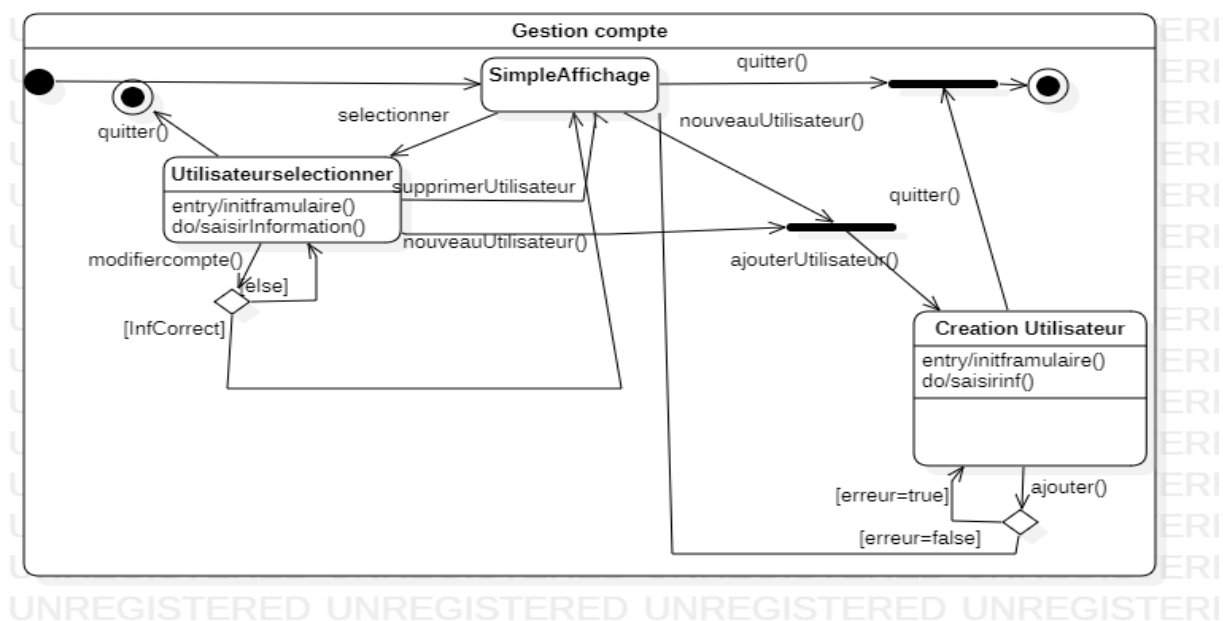 Gestion compte
SimpleAffichage
quitter()
quitter()
selectionner
nouveauUtilisateur()
Utilisateurselectionner
supprimerUtilisateur
entry/initframulaire()
do/saisirInformation()
quitter()
nouveauUtilisateur()
modifiercompte()
ajouterUtilisateur()
[else]
[InfCorrect]
Creation Utilisateur
entry/initframulaire()
do/saisirinf()
[erreur=true]
ajouter()
[erreur=false]
UNREGISTERED UNREGISTERED UNREGISTERED UNREGISTERI